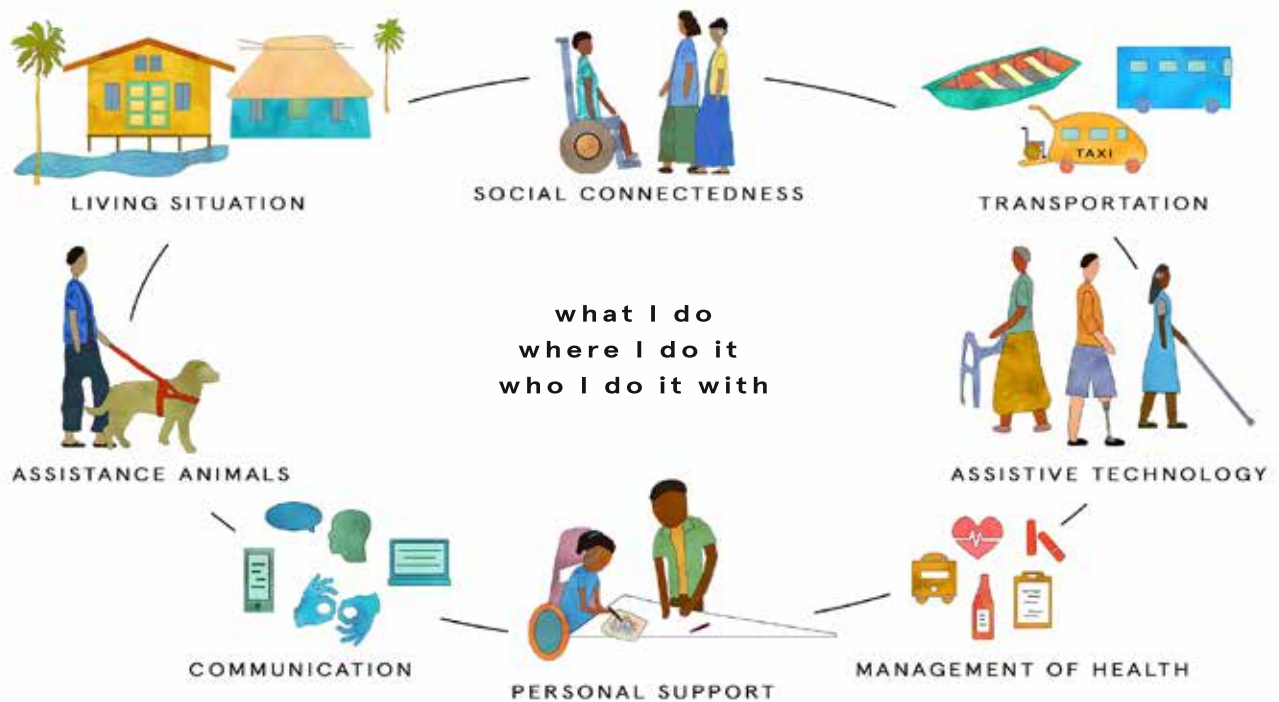 LIVING SITUATION
SOCIAL CONNECTEDNESS
TAXI
TRANSPORTATION
what I do
where I do it
who I do it with
ASSISTANCE ANIMALS
ASSISTIVE TECHNOLOGY
COMMUNICATION
PERSONAL SUPPORT
MANAGEMENT OF HEALTH